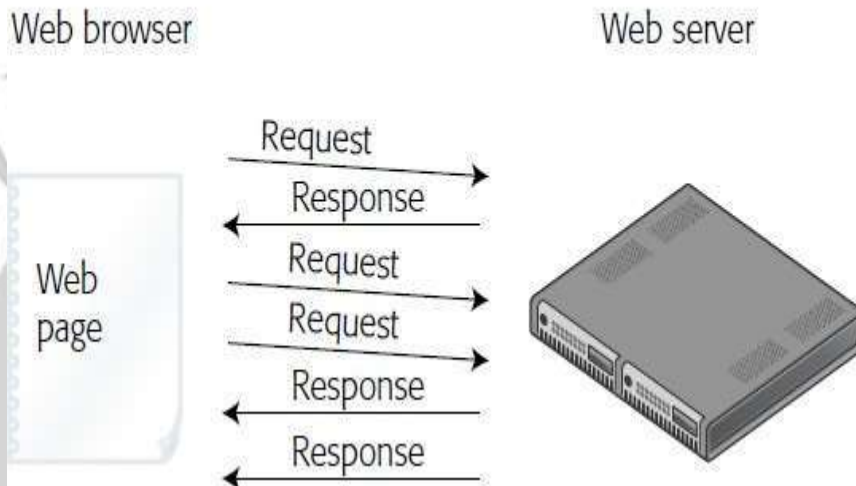 Web browser
Web server
Request
Response
Request
Request
Response
Response
Web
page